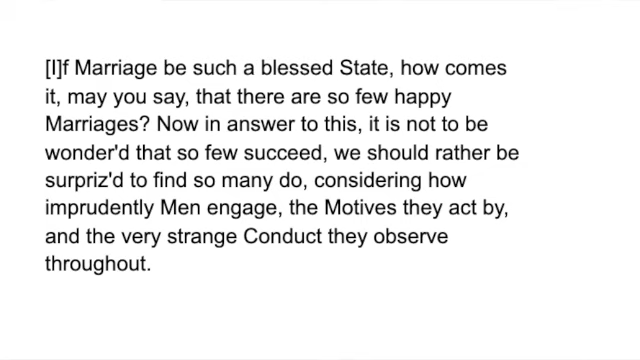 [I]f Marriage be such a blessed State, how comes
it, may you say, that there are so few happy
Marriages? Now in answer to this, it is not to be
wonder'd that so few succeed, we should rather be
surpriz'd to find so many do, considering how
imprudently Men engage, the Motives they act by,
and the very strange Conduct they observe
throughout.